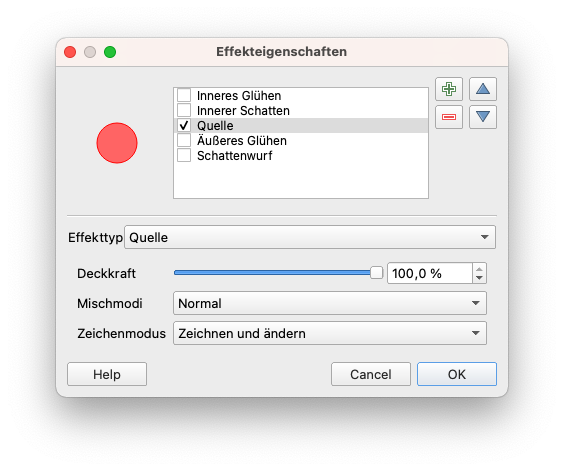 Effekteigenschaften
Inneres Glühen
Innerer Schatten
Quelle
Äußeres Glühen
Schattenwurf
Effekttyp Quelle
Deckkraft 100,0 %
Mischmodi Normal
Zeichenmodus Zeichnen und ändern
Help Cancel OK